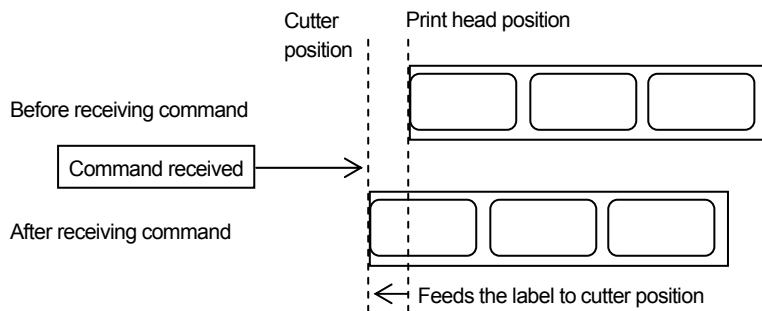 Cutter
position
Print head position
Before receiving command
Command received
After receiving command
Feeds the label to cutter position